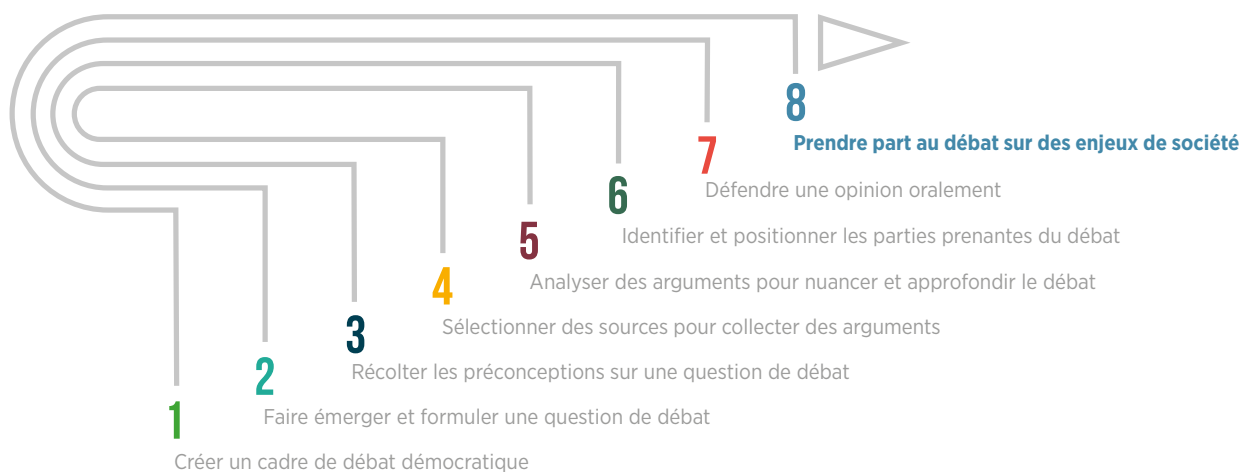 8
Prendre part au débat sur des enjeux de société
7
Défendre une opinion oralement
6
Identifier et positionner les parties prenantes du débat
5
Analyser des arguments pour nuancer et approfondir le débat
4
Sélectionner des sources pour collecter des arguments
3
Récolter les préconceptions sur une question de débat
2
Faire émerger et formuler une question de débat
1
Créer un cadre de débat démocratique